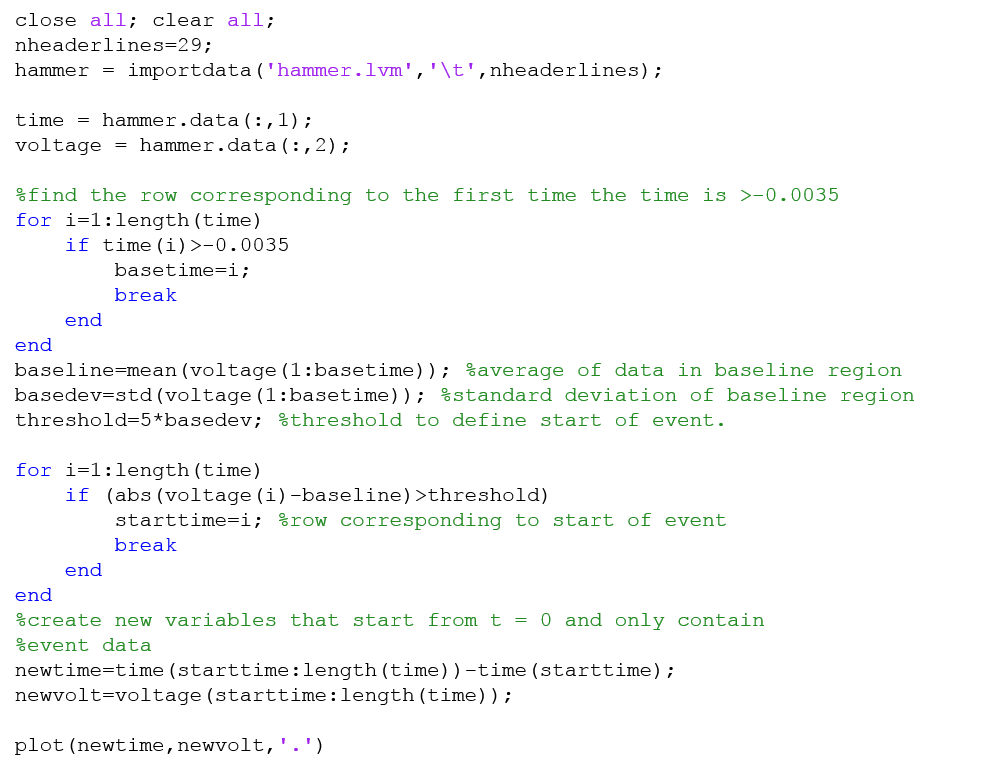 close all; clear all;
nheaderlines=29;
hammer = importdata('hammer.lvm','\t',nheaderlines);

time = hammer.data(:,1);
voltage = hammer.data(:,2);

%find the row corresponding to the first time the time is >-0.0035
for i=1:length(time)
    if time(i)>-0.0035
        basetime=i;
        break
    end
end
baseline=mean(voltage(1:basetime)); %average of data in baseline region
basedev=std(voltage(1:basetime)); %standard deviation of baseline region
threshold=5*basedev; %threshold to define start of event.

for i=1:length(time)
    if (abs(voltage(i)-baseline)>threshold)
        starttime=i; %row corresponding to start of event
        break
    end
end
%create new variables that start from t = 0 and only contain
%event data
newtime=time(starttime:length(time))-time(starttime);
newvolt=voltage(starttime:length(time));

plot(newtime,newvolt,'.')